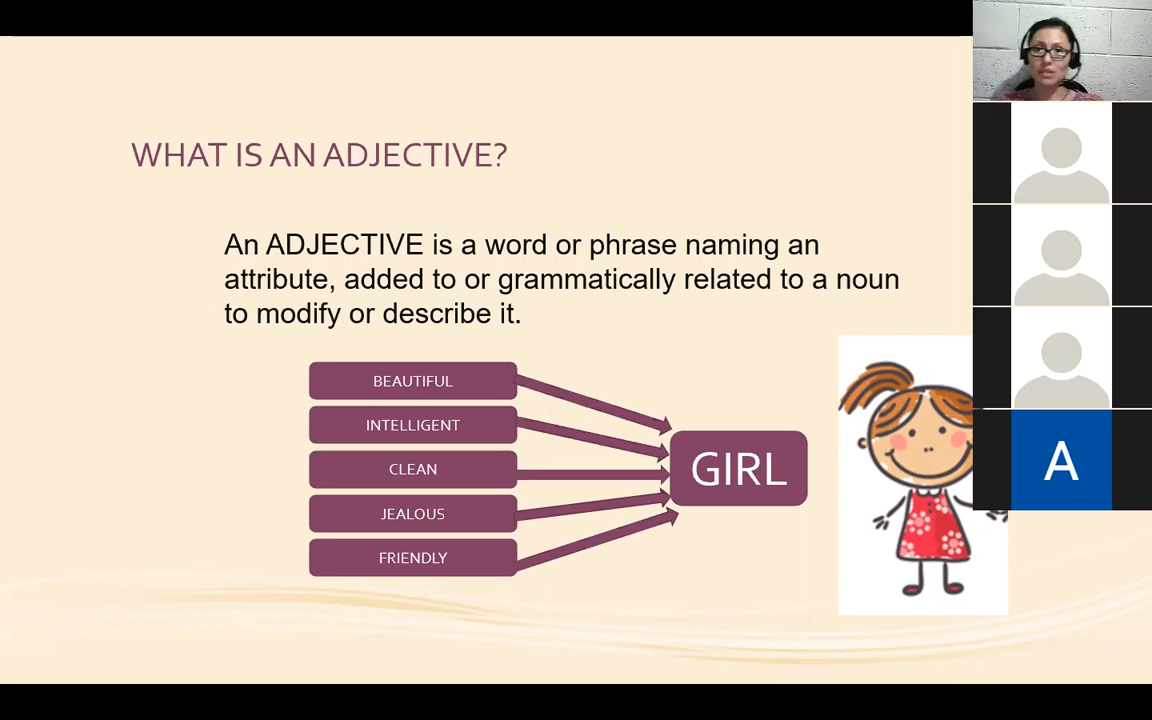 WHAT IS AN ADJECTIVE?
An ADJECTIVE is a word or phrase naming an
attribute, added to or grammatically related to a noun
to modify or describe it.
BEAUTIFUL
INTELLIGENT
CLEAN
JEALOUS
FRIENDLY
GIRL
A